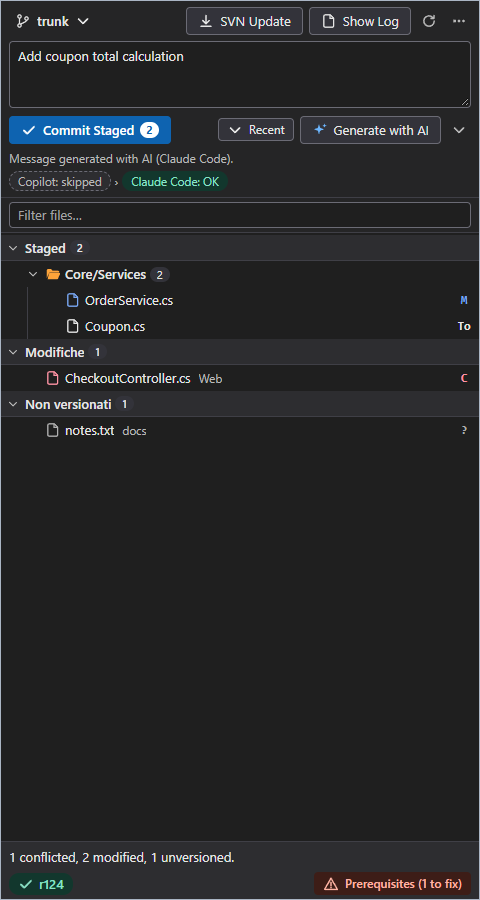 trunk SVN Update Show Log
Add coupon total calculation
Commit Staged 2 Recent Generate with AI
Message generated with AI (Claude Code).
Copilot: skipped › Claude Code: OK
Filter files...
Staged 2
Core/Services 2
OrderService.cs M
Coupon.cs To
Modifiche 1
CheckoutController.cs Web C
Non versionati 1
notes.txt docs ?
1 conflicted, 2 modified, 1 unversioned.
r124 Prerequisites (1 to fix)